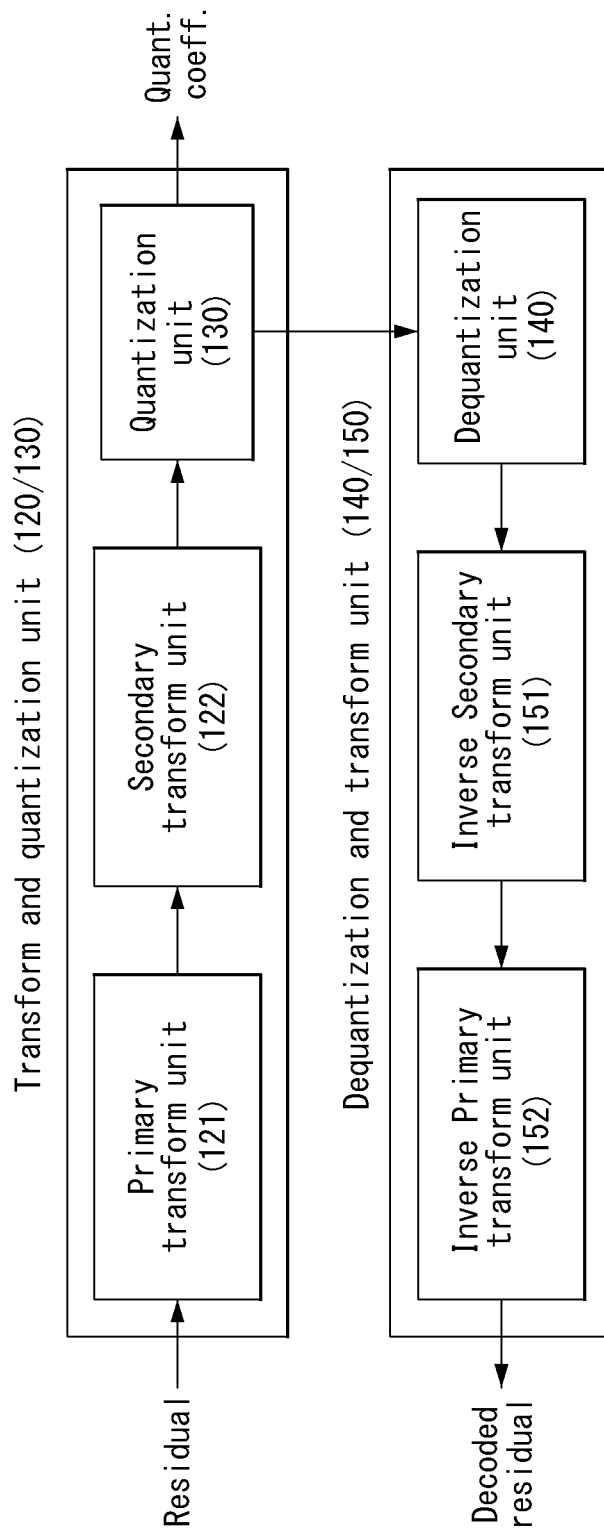 Transform and quantization unit (120/130)
Residual
Primary
transform unit
(121)
Secondary
transform unit
(122)
Quantization
unit
(130)
Quant.
coeff.
Dequantization and transform unit (140/150)
Decoded
residual
Inverse Primary
transform unit
(152)
Inverse Secondary
transform unit
(151)
Dequantization
unit
(140)